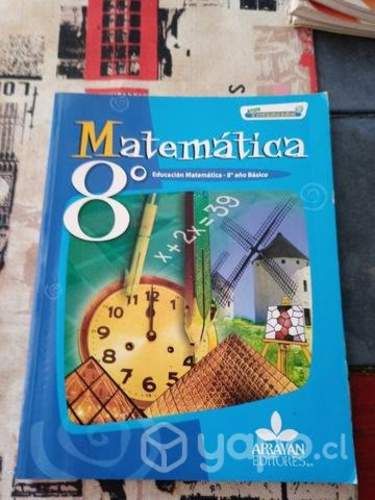 Matemática
8°
Educación Matemática - 8° año Básico
x+2x=39
12
11
1
10
2
9
3
8
4
7
5
6
ARRAYAN
EDITORES
yapo.cl